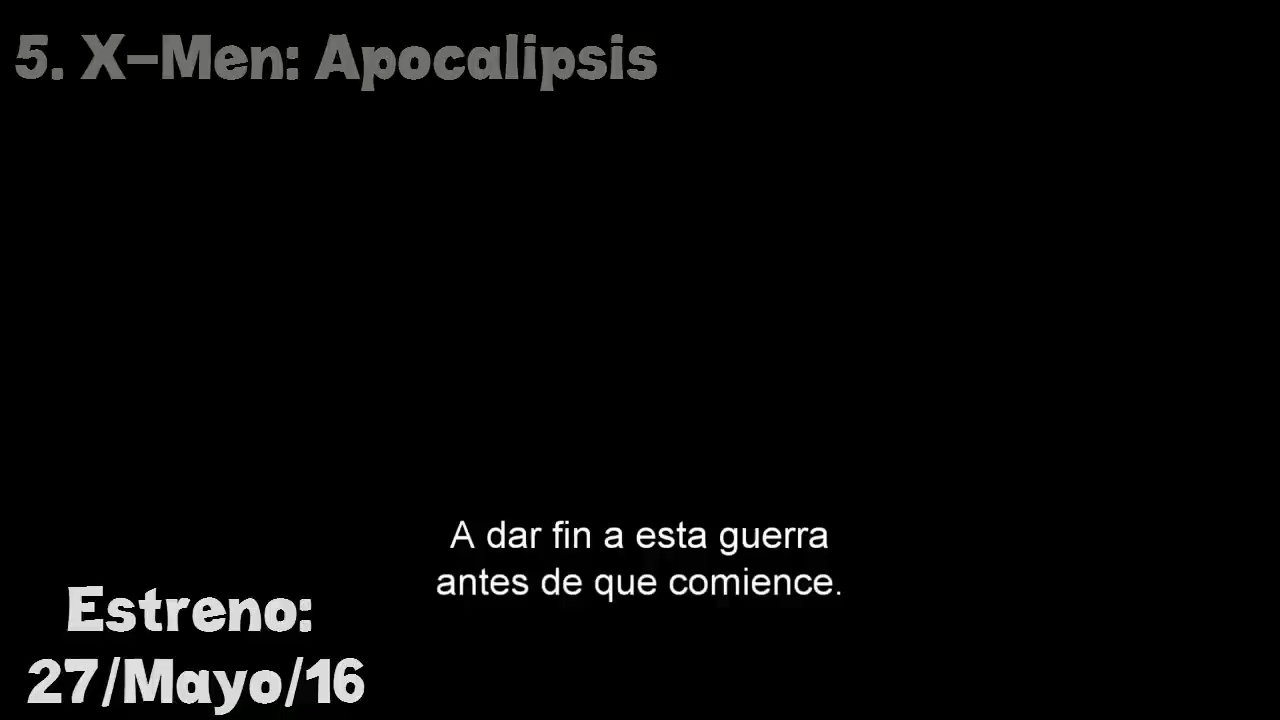 5. X-Men: Apocalipsis
A dar fin a esta guerra
antes de que comience.
Estreno:
27/Mayo/16